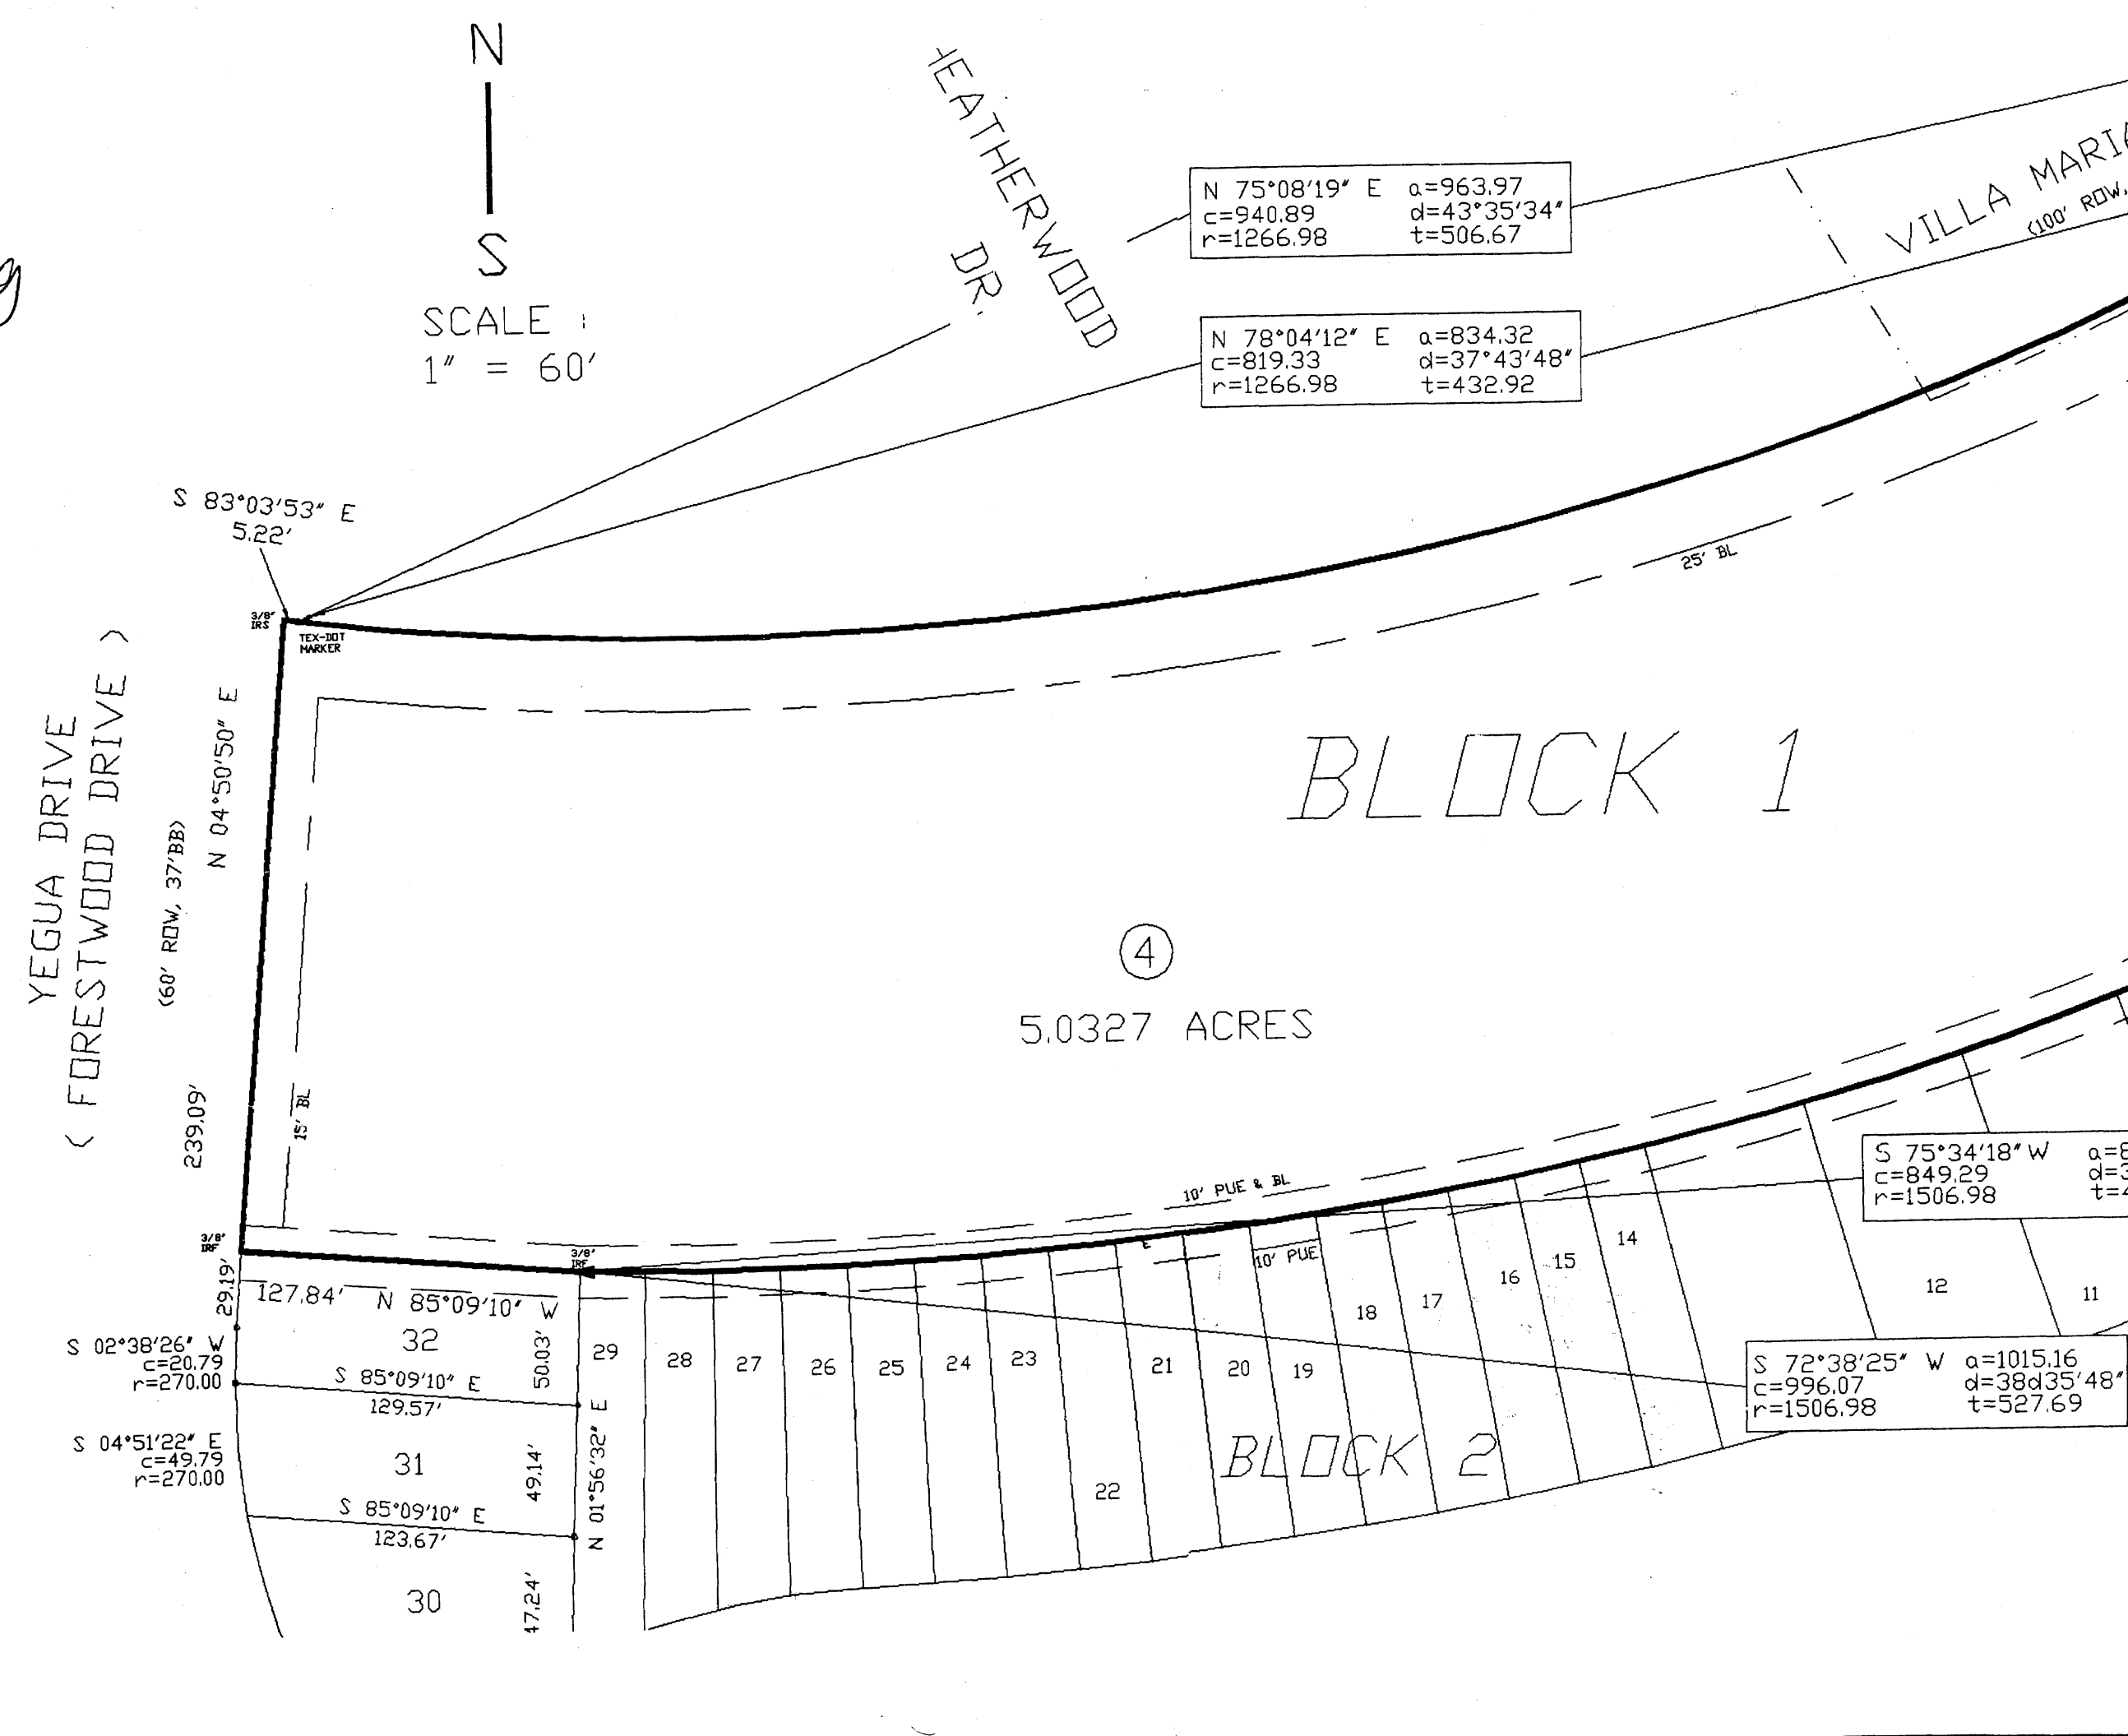 N
S
SCALE :
1" = 60'
HEATHERWOOD
DR.
N 75°08'19" E a=963.97
c=940.89 d=43°35'34"
r=1266.98 t=506.67
N 78°04'12" E a=834.32
c=819.33 d=37°43'48"
r=1266.98 t=432.92
VILLA MARIA
(100' ROW,
S 83°03'53" E
5.22'
3/8"
IRS
TEX-DOT
MARKER
25' BL
YEGUA DRIVE
( FORESTWOOD DRIVE )
(60' ROW, 37'BB)
N 04°50'50" E
239.09'
15' BL
BLOCK 1
4
5.0327 ACRES
10' PUE & BL
10' PUE
S 75°34'18" W a=8
c=849.29 d=3
r=1506.98 t=4
3/8"
IRF
3/8"
IRF
29.19'
127.84' N 85°09'10" W
32
50.03'
S 02°38'26" W
c=20.79
r=270.00
S 85°09'10" E
129.57'
S 04°51'22" E
c=49.79
r=270.00
31
49.14'
N 01°56'32" E
S 85°09'10" E
123.67'
30
47.24'
29
28
27
26
25
24
23
22
21
20
19
18
17
16
15
14
12
11
BLOCK 2
S 72°38'25" W a=1015.16
c=996.07 d=38d35'48"
r=1506.98 t=527.69